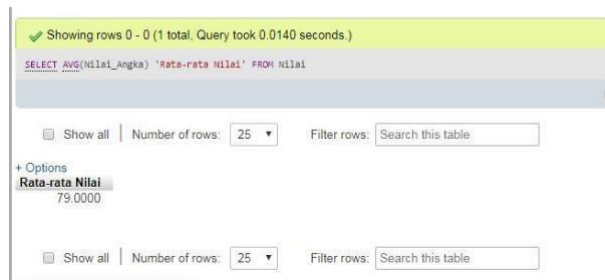 Showing rows 0 - 0 (1 total, Query took 0.0140 seconds.)
SELECT AVG(Nilai_Angka) 'Rata-rata Nilai' FROM Nilai
Show all | Number of rows: 25 Filter rows: Search this table
+ Options
Rata-rata Nilai
79.0000
Show all | Number of rows: 25 Filter rows: Search this table